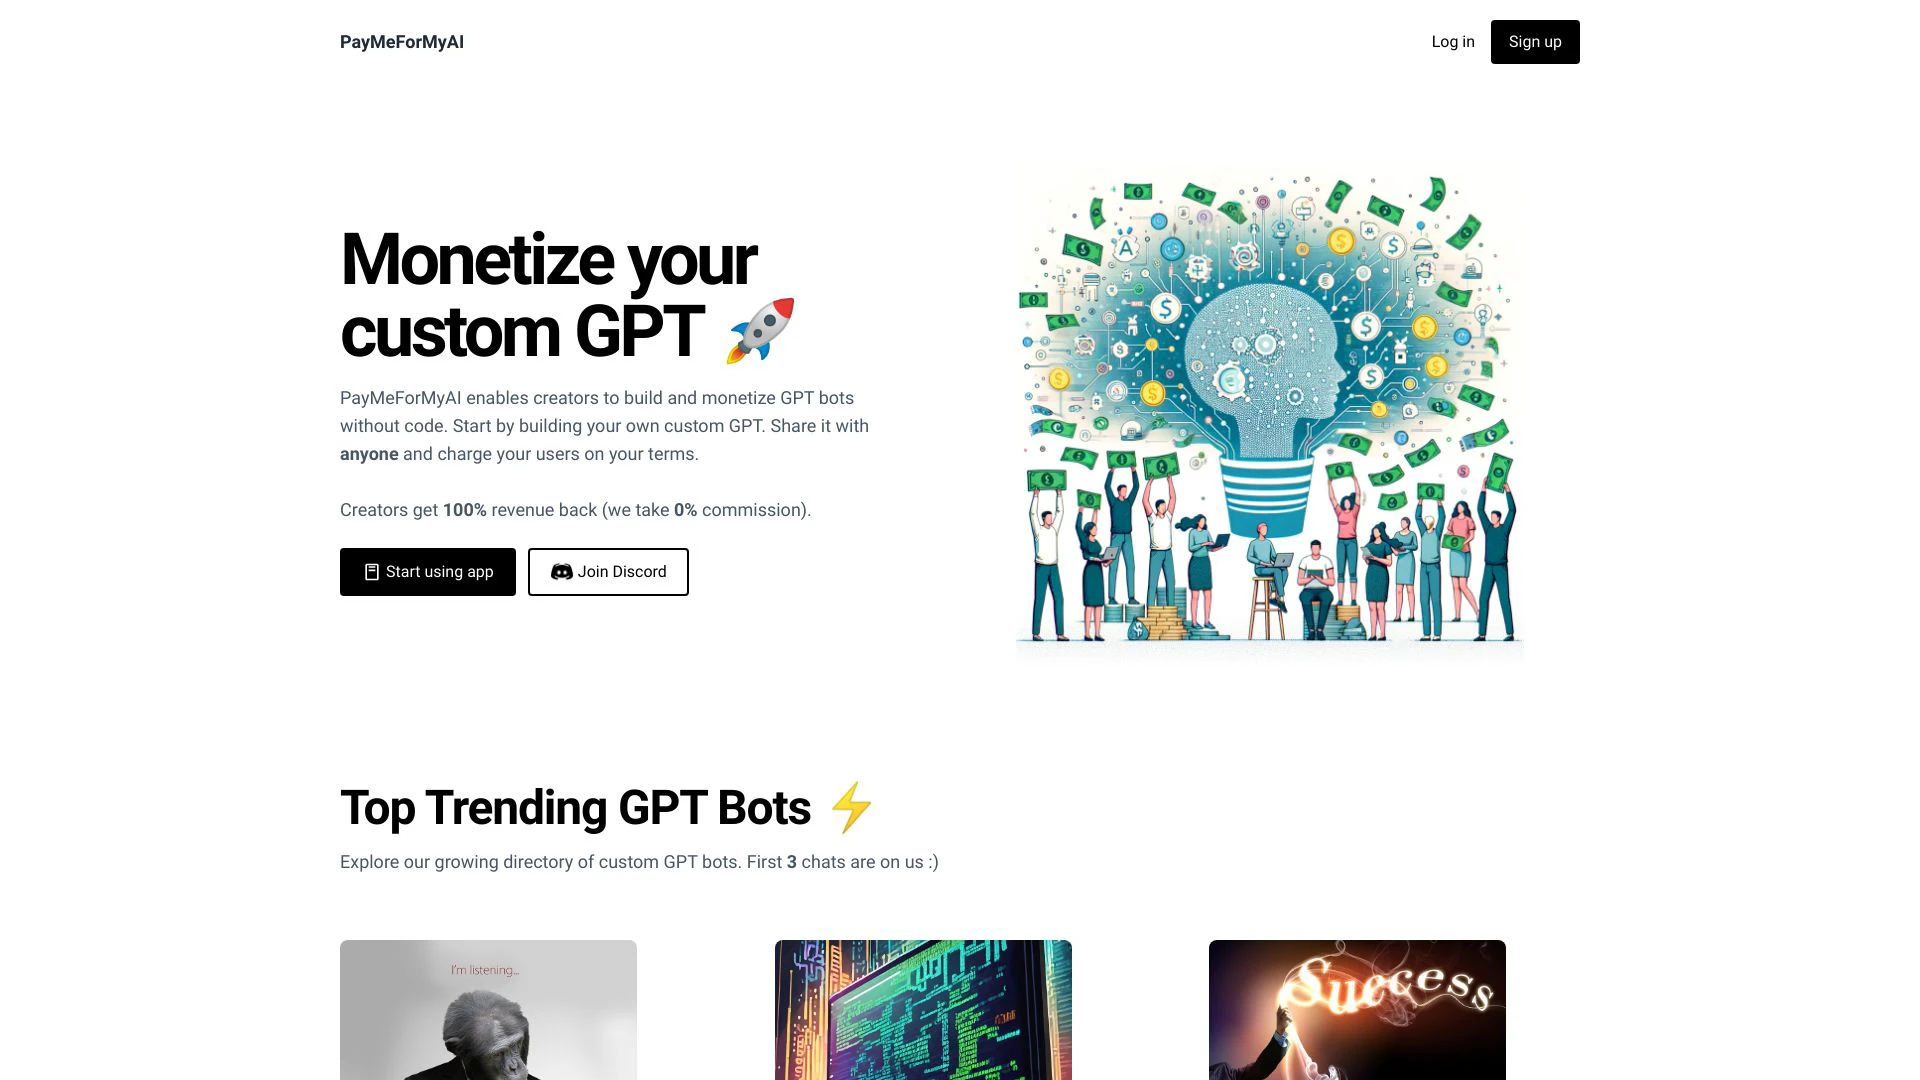 PayMeForMyAI
Log in
Sign up
Monetize your
custom GPT 🚀
PayMeForMyAI enables creators to build and monetize GPT bots
without code. Start by building your own custom GPT. Share it with
anyone and charge your users on your terms.
Creators get 100% revenue back (we take 0% commission).
Start using app
Join Discord
Top Trending GPT Bots ⚡
Explore our growing directory of custom GPT bots. First 3 chats are on us :)
I'm listening...
Success